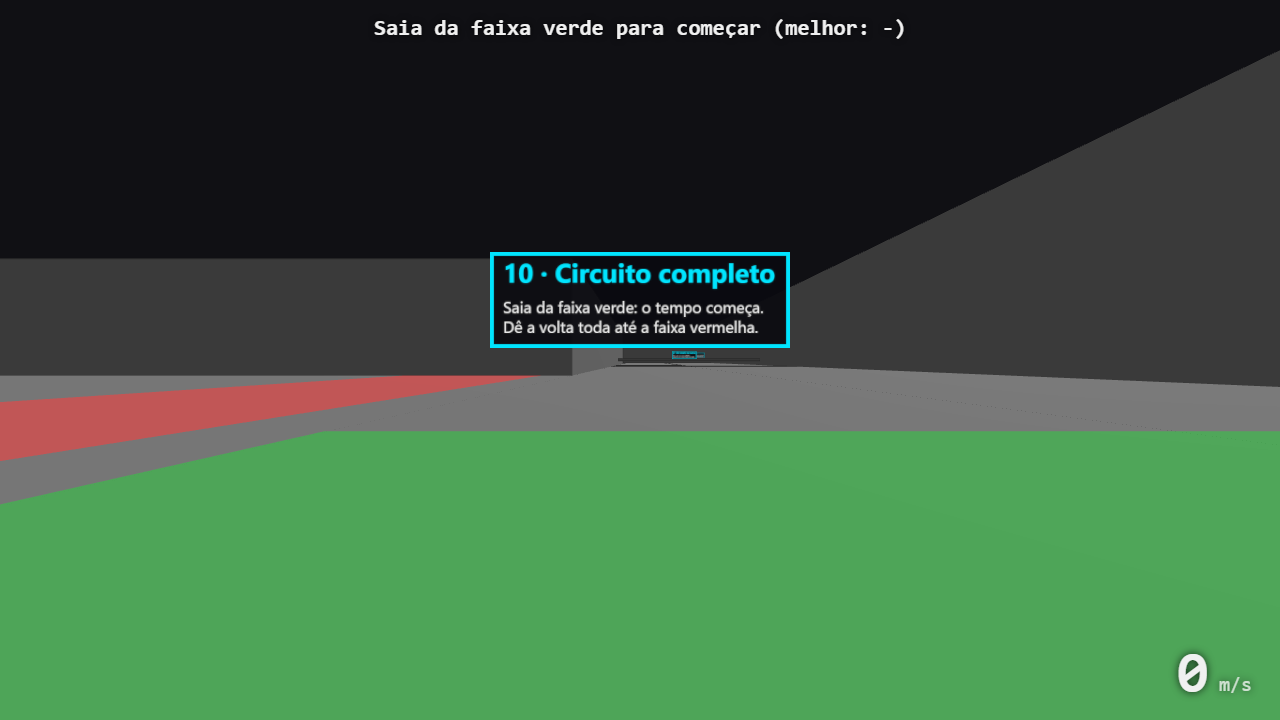 Saia da faixa verde para começar (melhor: -)
10 · Circuito completo
Saia da faixa verde: o tempo começa.
Dê a volta toda até a faixa vermelha.
0 m/s